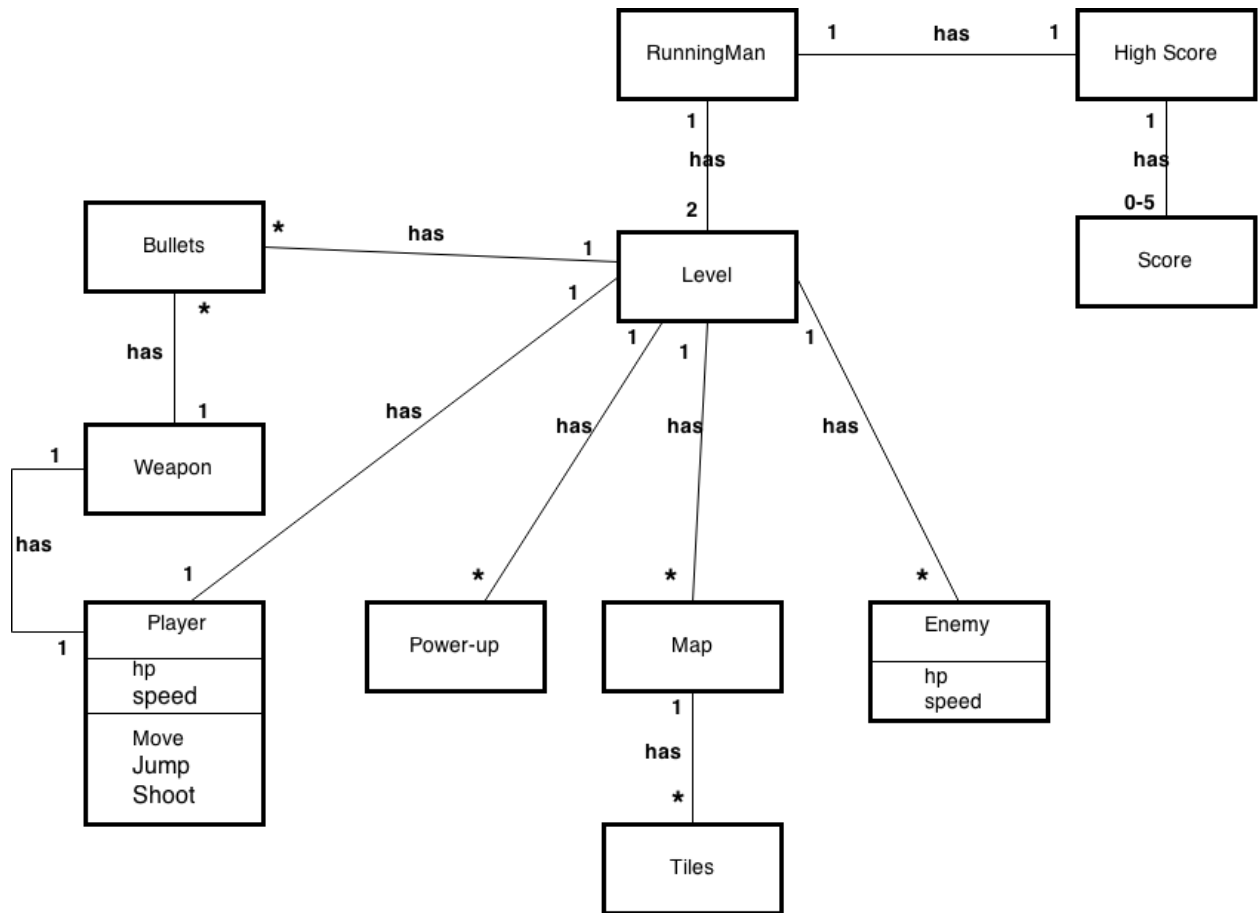 RunningMan
1 has 1
High Score
1
has
2
1
has
0-5
Score
Bullets
* has 1
Level
*
has
1
Weapon
1
has
1
1
has
1
1
has
*
1
has
*
1
has
*
Player
hp
speed
Move
Jump
Shoot
Power-up
Map
Enemy
hp
speed
1
has
*
Tiles